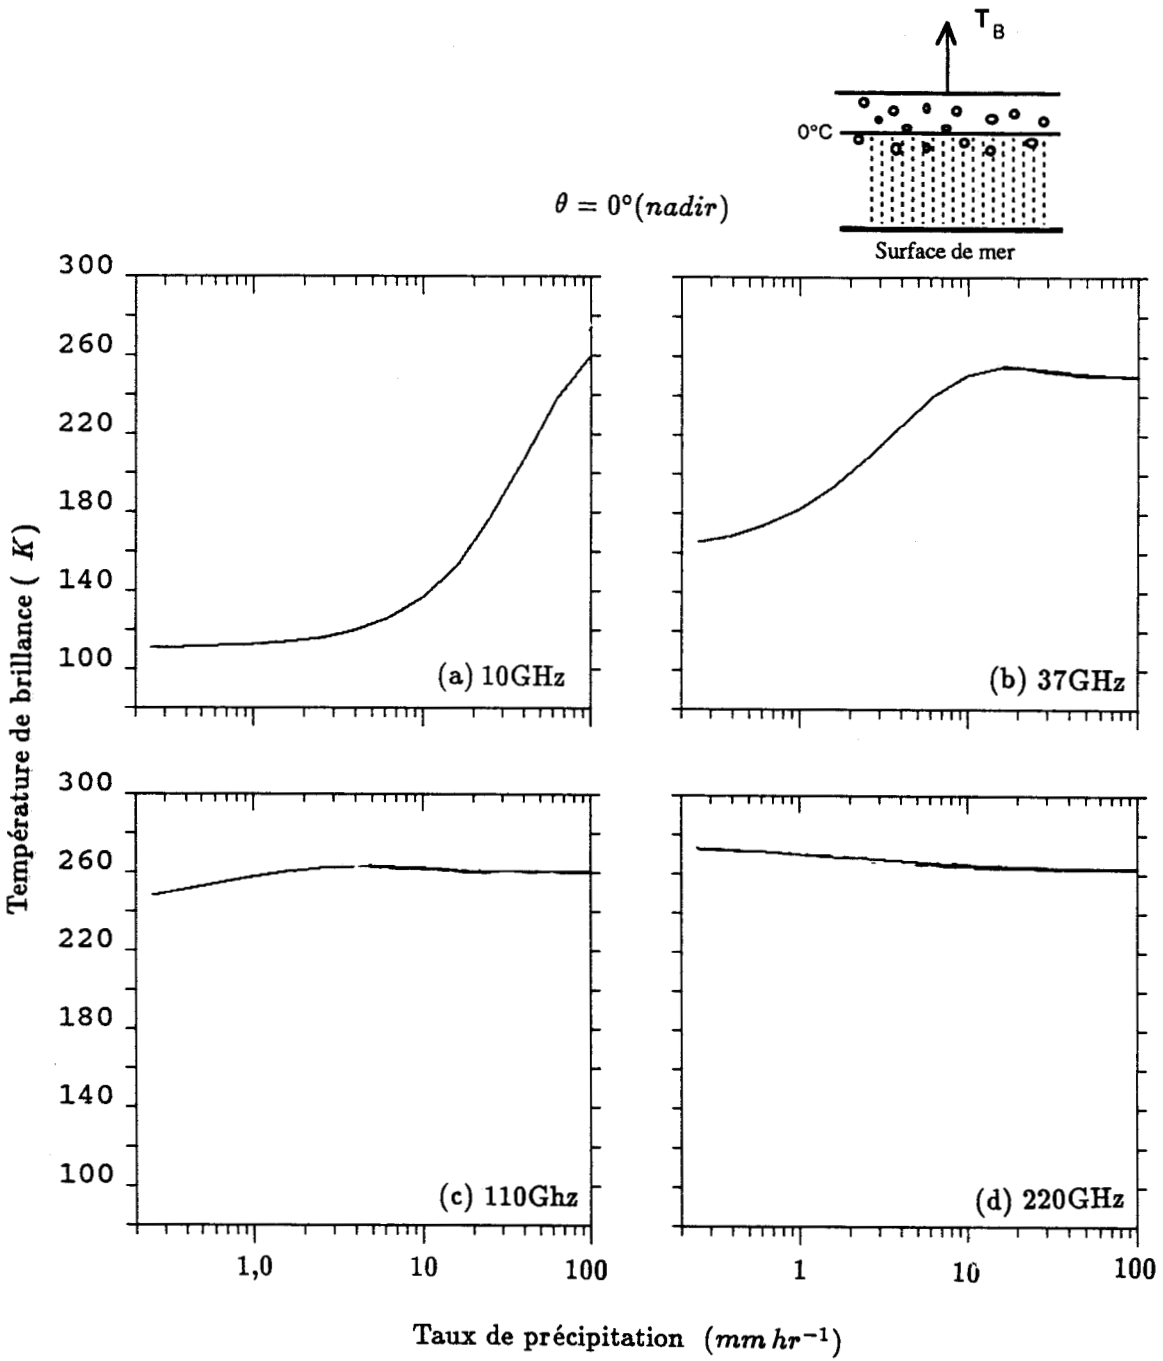 T_B
0°C
θ = 0°(nadir)
Surface de mer
Température de brillance ( K)
300
260
220
180
140
100
(a) 10GHz
(b) 37GHz
300
260
220
180
140
100
(c) 110Ghz
(d) 220GHz
1,0 10 100
1 10 100
Taux de précipitation (mm hr⁻¹)